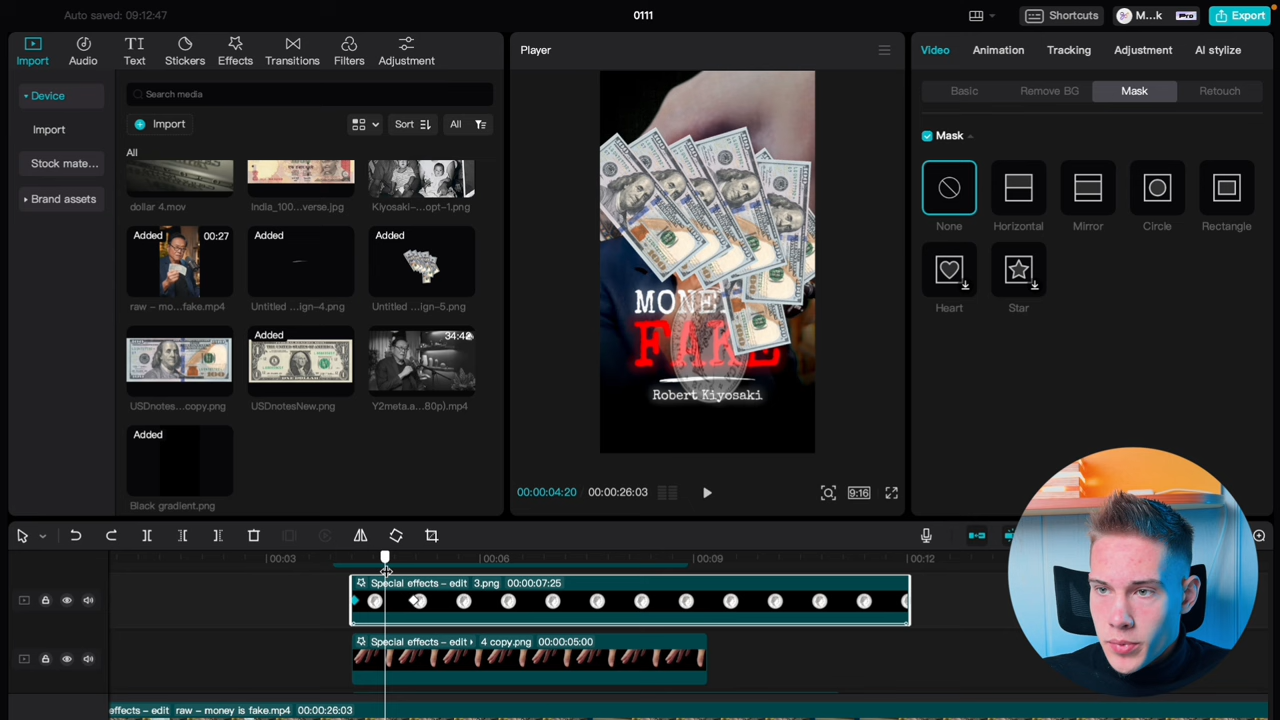 Auto saved: 09:12:47
0111
Shortcuts
M...k
Pro
Export
Import
Audio
Text
Stickers
Effects
Transitions
Filters
Adjustment
Device
Import
Stock mate...
Brand assets
Search media
Import
Sort
All
All
dollar 4.mov
India_100...verse.jpg
Kiyosaki-...opt-1.png
Added
00:27
Added
Added
raw – mo...fake.mp4
Untitled ...ign-4.png
Untitled ...ign-5.png
Added
34:42
USDnotes...copy.png
USDnotesNew.png
Y2meta.a...80p).mp4
Added
Black gradient.png
Player
MONEY
FAKE
Robert Kiyosaki
00:00:04:20
00:00:26:03
9:16
Video
Animation
Tracking
Adjustment
AI stylize
Basic
Remove BG
Mask
Retouch
Mask
None
Horizontal
Mirror
Circle
Rectangle
Heart
Star
00:03
00:06
00:09
00:12
Special effects – edit 3.png 00:00:07:25
Special effects – edit 4 copy.png 00:00:05:00
effects – edit raw – money is fake.mp4 00:00:26:03